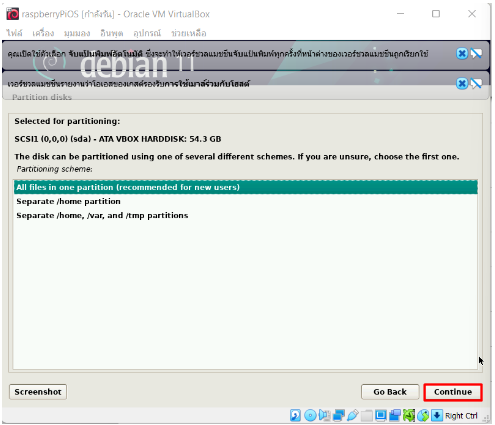 raspberryPiOS [กำลังรัน] - Oracle VM VirtualBox
ไฟล์ เครื่อง มุมมอง อินพุต อุปกรณ์ ช่วยเหลือ
คุณเปิดใช้ตัวเลือก จับแป้นพิมพ์อัตโนมัติ ซึ่งจะทำให้เวอร์ชวลแมชชีนจับแป้นพิมพ์ทุกครั้งที่หน้าต่างของเวอร์ชวลแมชชีนถูกเรียกใช้
debian 11
เวอร์ชวลแมชชีนรายงานว่าโอเอสของเกสต์รองรับการใช้เมาส์ร่วมกับโฮสต์
Partition disks
Selected for partitioning:
SCSI1 (0,0,0) (sda) - ATA VBOX HARDDISK: 54.3 GB
The disk can be partitioned using one of several different schemes. If you are unsure, choose the first one.
Partitioning scheme:
All files in one partition (recommended for new users)
Separate /home partition
Separate /home, /var, and /tmp partitions
Screenshot Go Back Continue
Right Ctrl